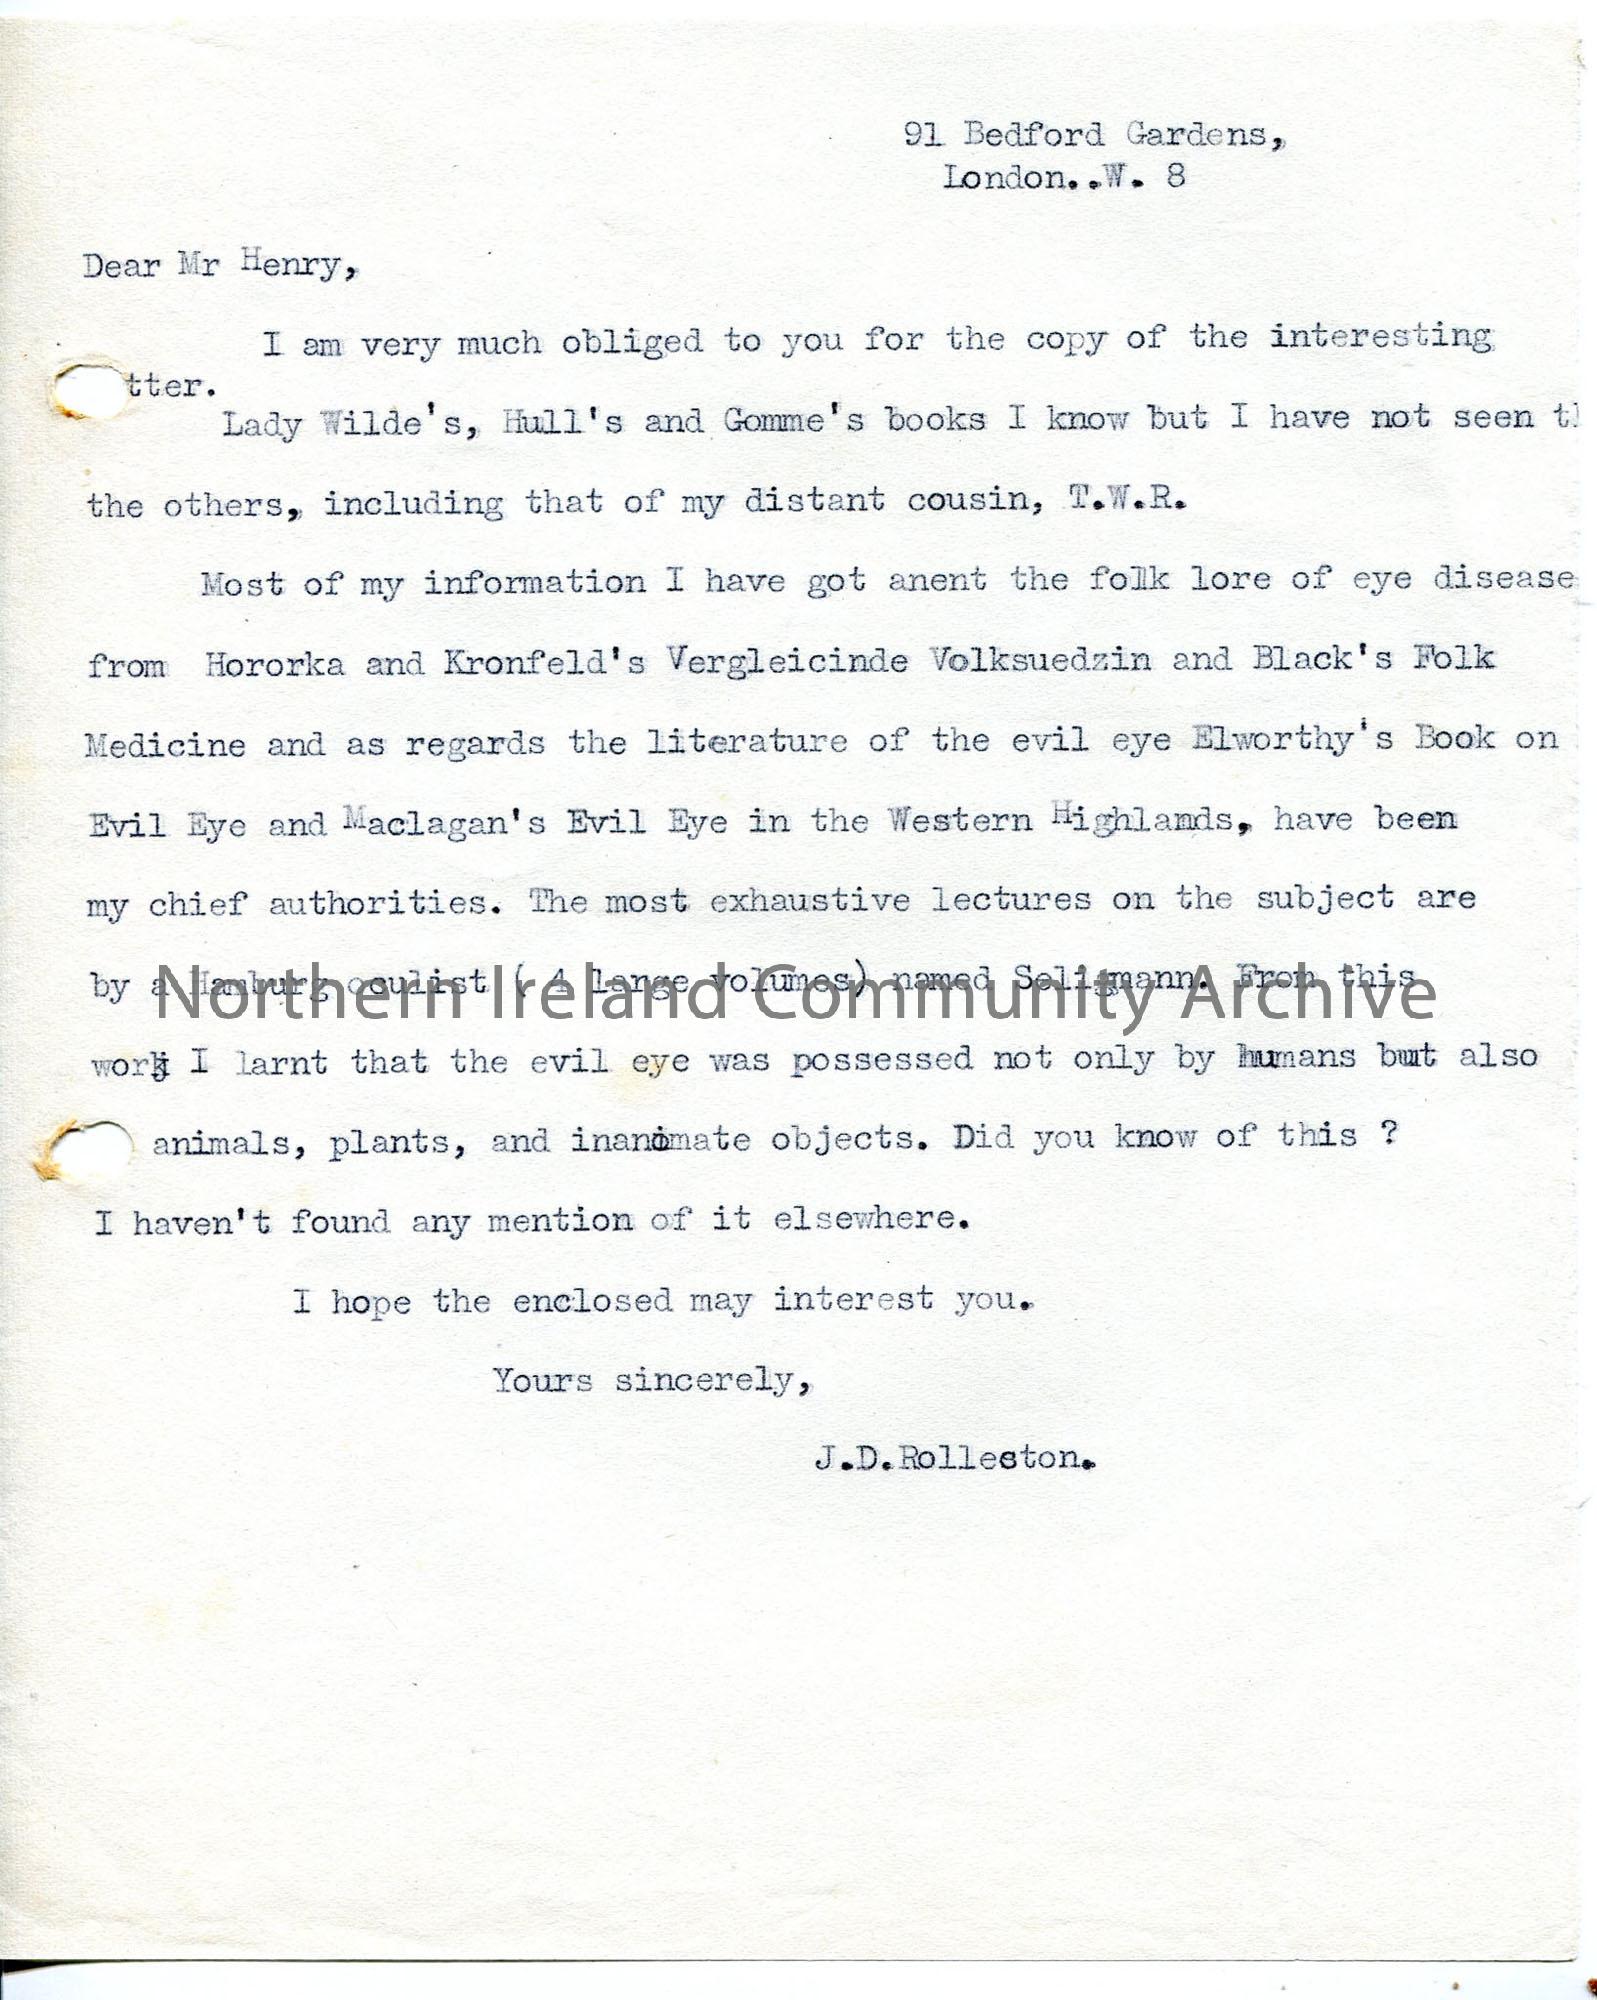 91 Bedford Gardens,
London..W. 8
Dear Mr Henry,
I am very much obliged to you for the copy of the interesting
tter.
Lady Wilde's, Hull's and Gomme's books I know but I have not seen t
the others, including that of my distant cousin, T.W.R.
Most of my information I have got anent the folk lore of eye disease
from Hororka and Kronfeld's Vergleicinde Volksuedzin and Black's Folk
Medicine and as regards the literature of the evil eye Elworthy's Book on
Evil Eye and Maclagan's Evil Eye in the Western Highlands, have been
my chief authorities. The most exhaustive lectures on the subject are
by a Hamburg oculist ( 4 large volumes) named Seligmann. From this
Northern Ireland Community Archive
work I larnt that the evil eye was possessed not only by humans but also
animals, plants, and inanimate objects. Did you know of this ?
I haven't found any mention of it elsewhere.
I hope the enclosed may interest you.
Yours sincerely,
J.D.Rolleston.